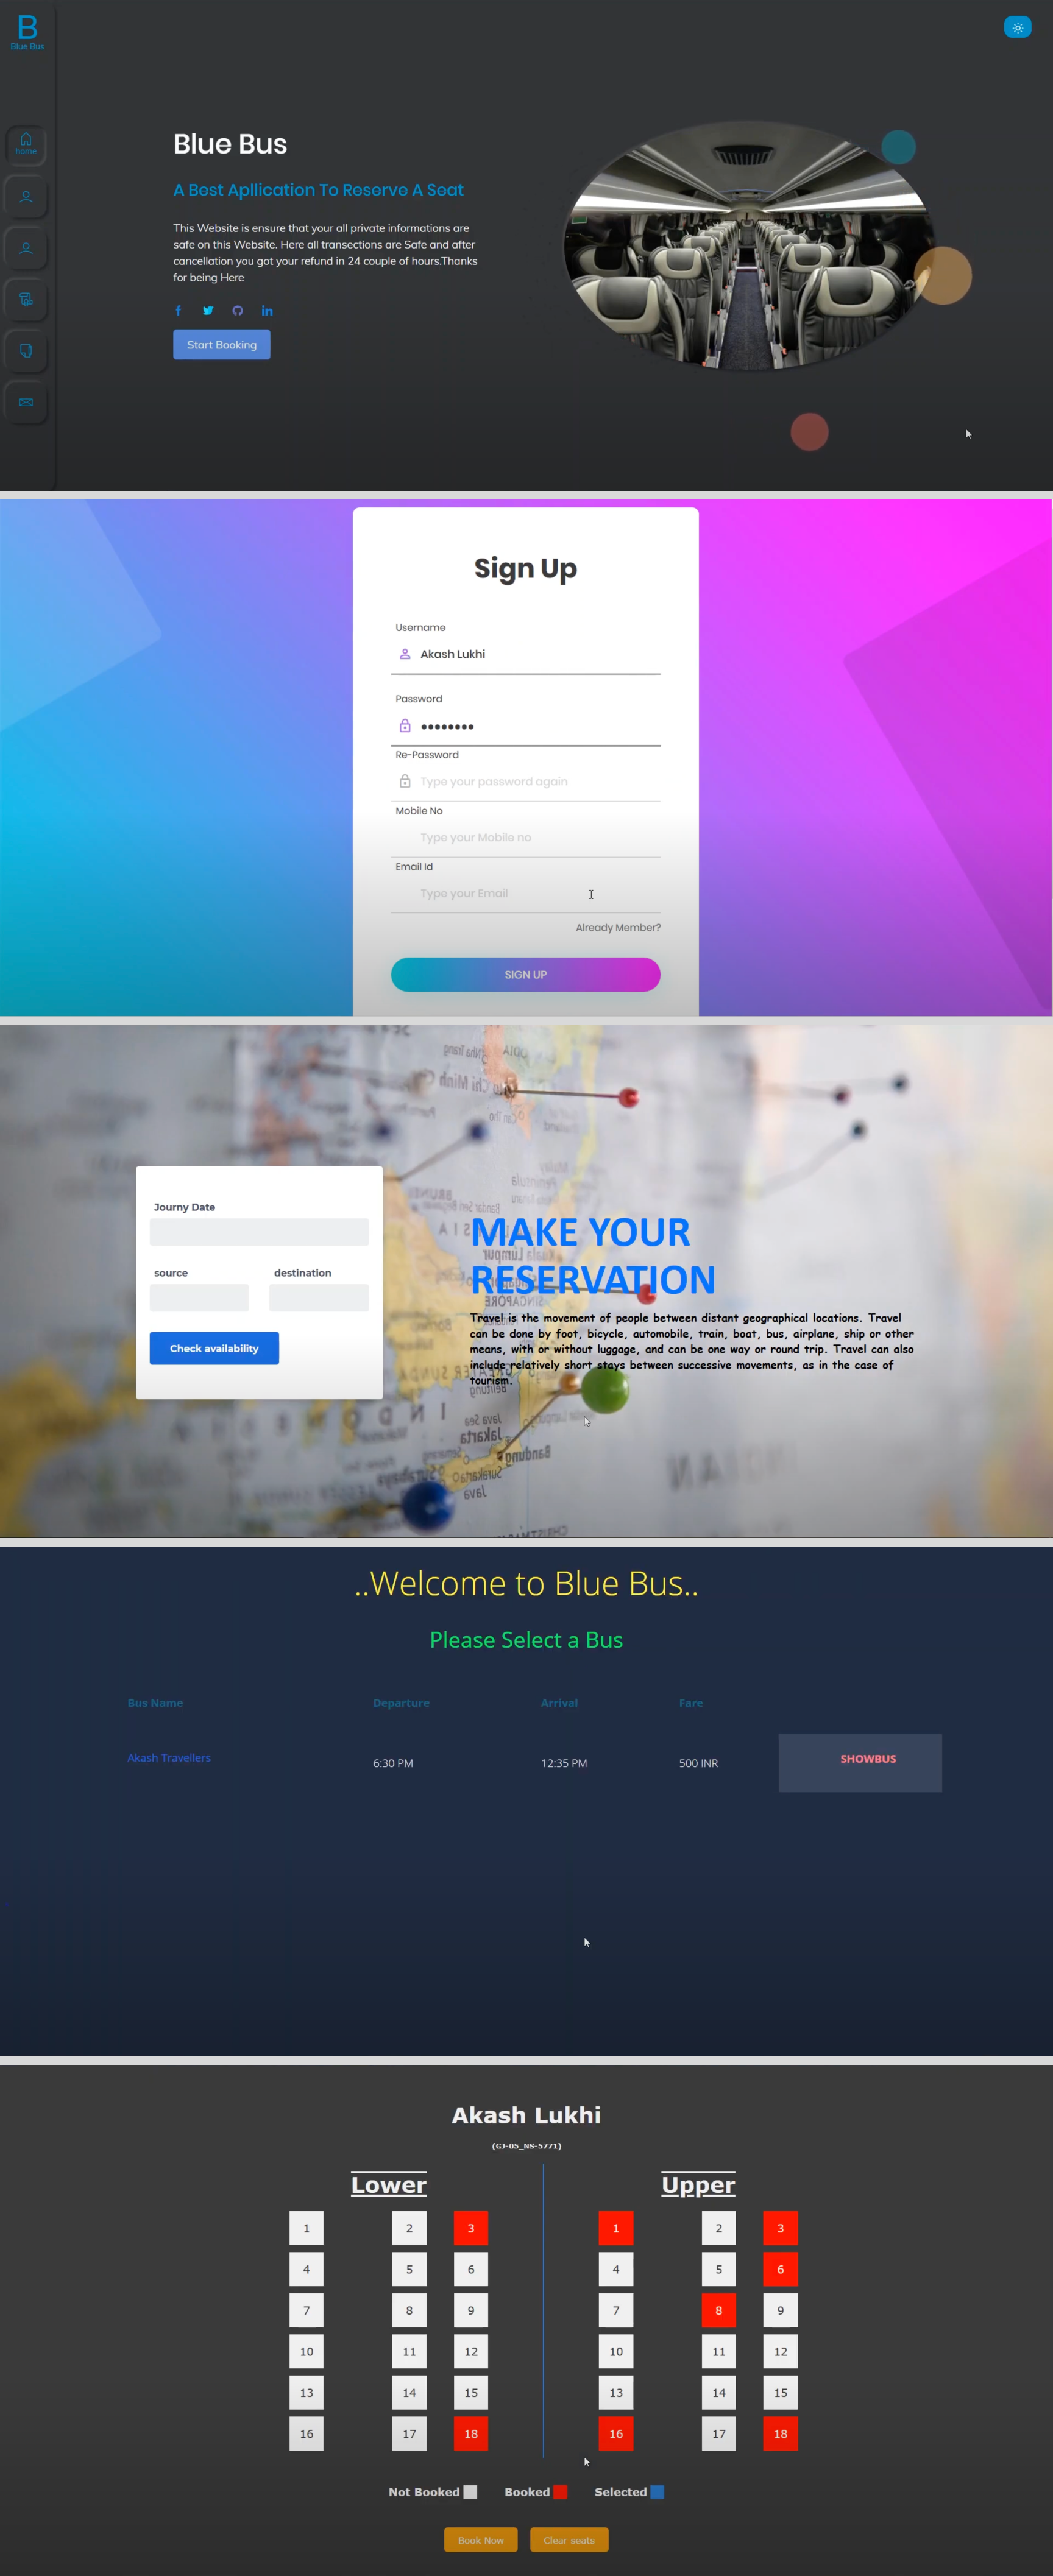 B
Blue Bus
home
Blue Bus
A Best Apllication To Reserve A Seat
This Website is ensure that your all private informations are
safe on this Website. Here all transections are Safe and after
cancellation you got your refund in 24 couple of hours.Thanks
for being Here
Start Booking
Sign Up
Username
Akash Lukhi
Password
Re-Password
Type your password again
Mobile No
Type your Mobile no
Email Id
Type your Email
Already Member?
SIGN UP
Journy Date
source destination
Check availability
MAKE YOUR
RESERVATION
Travel is the movement of people between distant geographical locations. Travel
can be done by foot, bicycle, automobile, train, boat, bus, airplane, ship or other
means, with or without luggage, and can be one way or round trip. Travel can also
include relatively short stays between successive movements, as in the case of
tourism.
..Welcome to Blue Bus..
Please Select a Bus
Bus Name Departure Arrival Fare
Akash Travellers 6:30 PM 12:35 PM 500 INR SHOWBUS
Akash Lukhi
(GJ-05_NS-5771)
Lower Upper
1 2 3 1 2 3
4 5 6 4 5 6
7 8 9 7 8 9
10 11 12 10 11 12
13 14 15 13 14 15
16 17 18 16 17 18
Not Booked Booked Selected
Book Now Clear seats